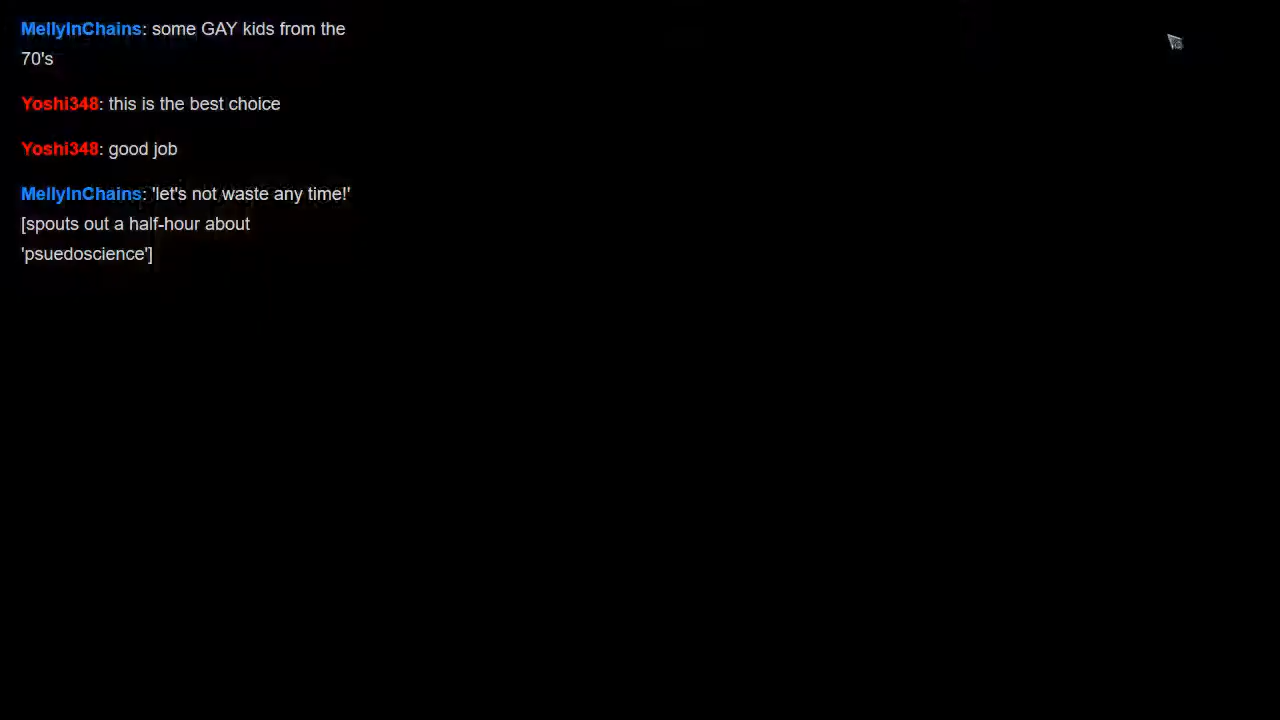 MellyInChains: some GAY kids from the
70's
Yoshi348: this is the best choice
Yoshi348: good job
MellyInChains: 'let's not waste any time!'
[spouts out a half-hour about
'psuedoscience']